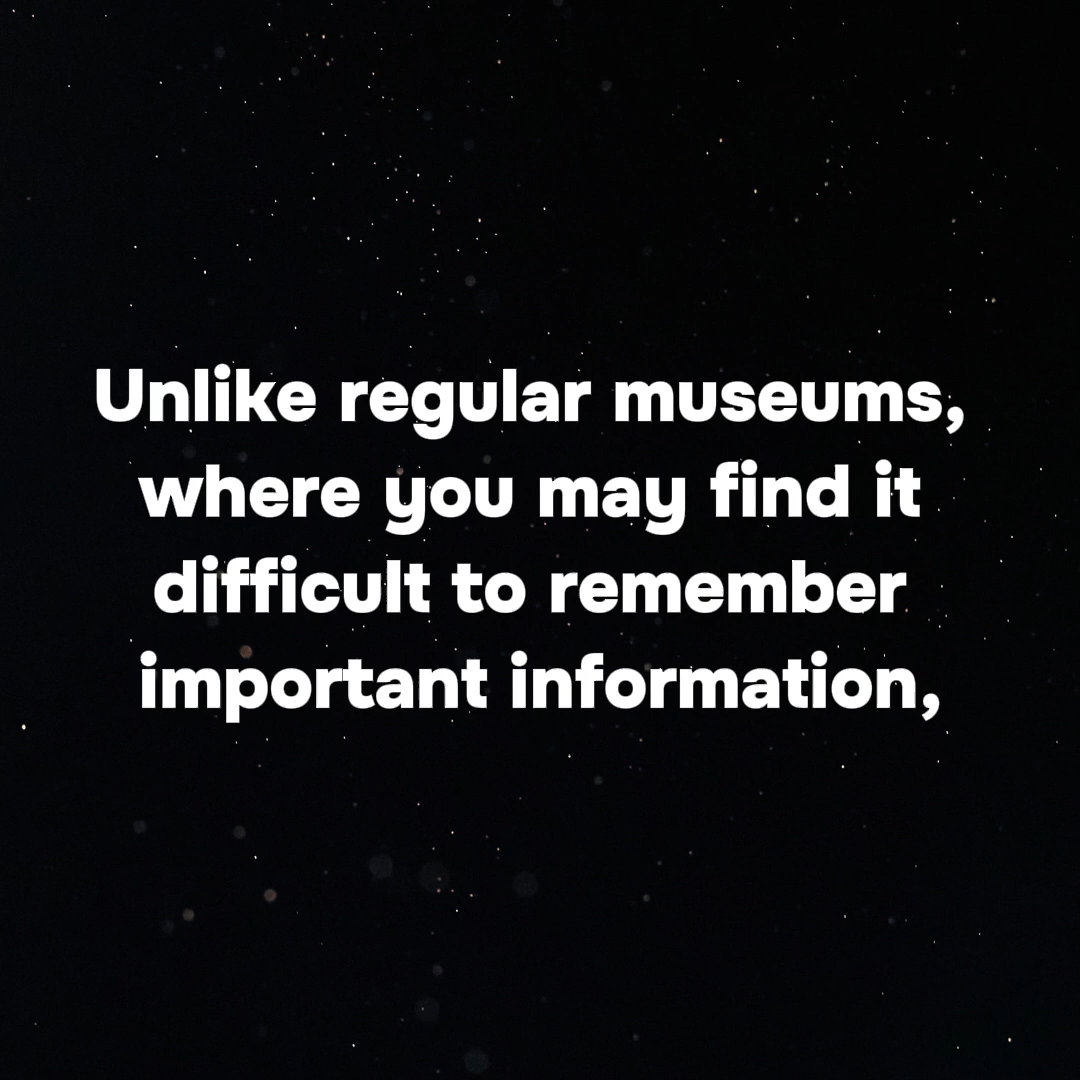 Unlike regular museums,
where you may find it
difficult to remember
important information,